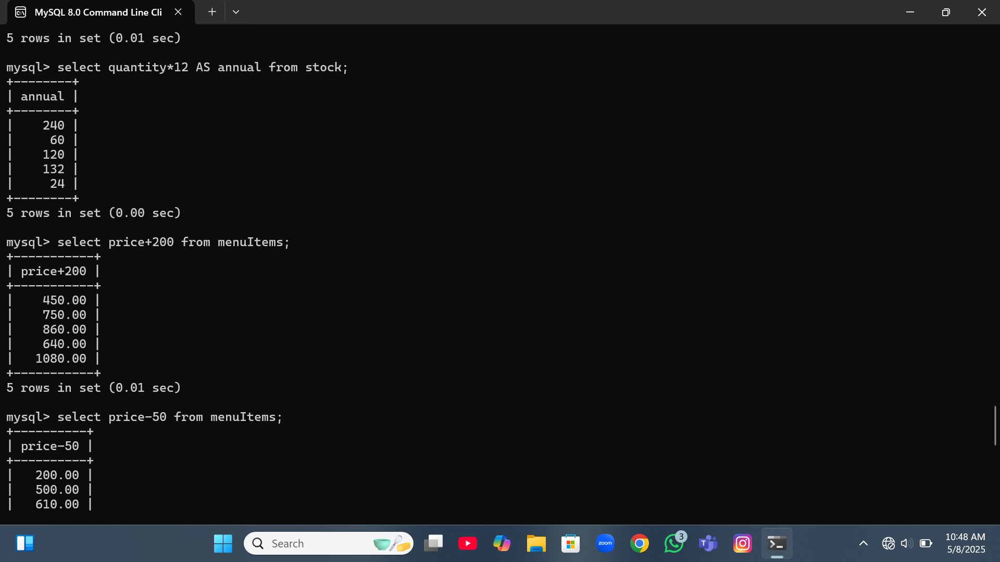 MySQL 8.0 Command Line Cli
5 rows in set (0.01 sec)
mysql> select quantity*12 AS annual from stock;
+--------+
| annual |
+--------+
|    240 |
|     60 |
|    120 |
|    132 |
|     24 |
+--------+
5 rows in set (0.00 sec)
mysql> select price+200 from menuItems;
+-----------+
| price+200 |
+-----------+
|    450.00 |
|    750.00 |
|    860.00 |
|    640.00 |
|   1080.00 |
+-----------+
5 rows in set (0.01 sec)
mysql> select price-50 from menuItems;
+----------+
| price-50 |
+----------+
|   200.00 |
|   500.00 |
|   610.00 |
Search
zoom
3
T
10:48 AM
5/8/2025